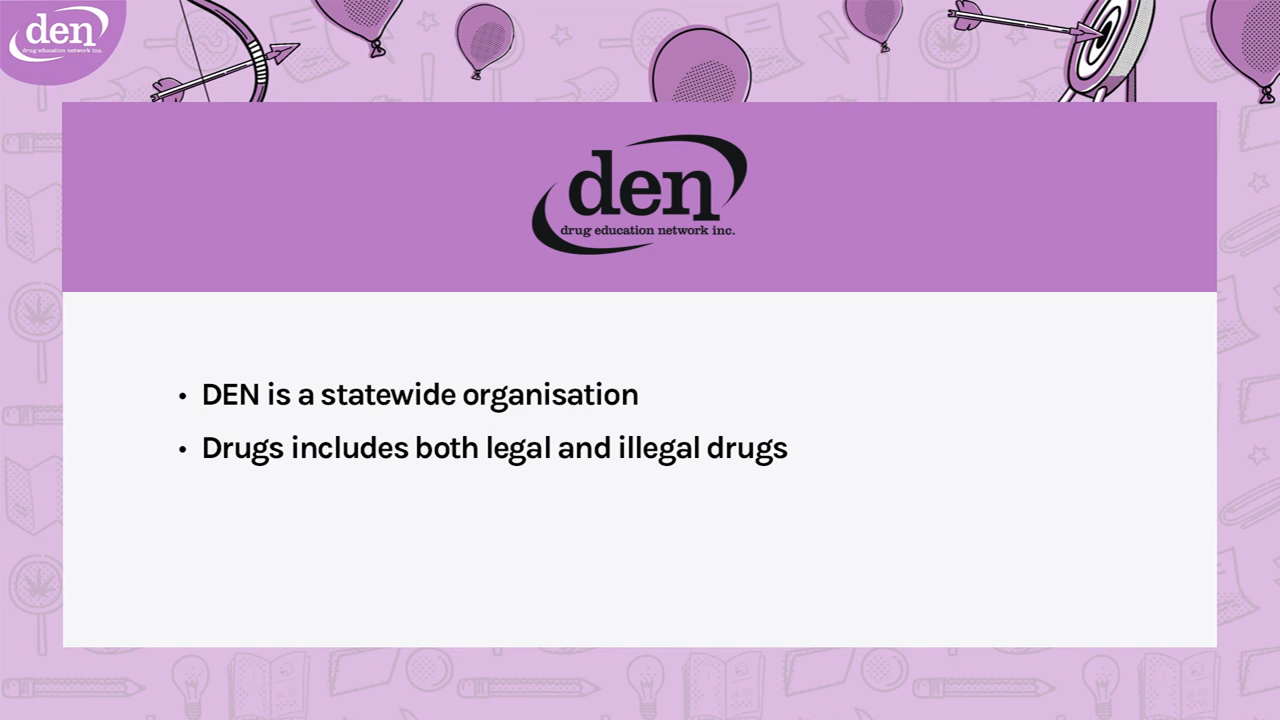 den
drug education network inc.
den
drug education network inc.
• DEN is a statewide organisation
• Drugs includes both legal and illegal drugs